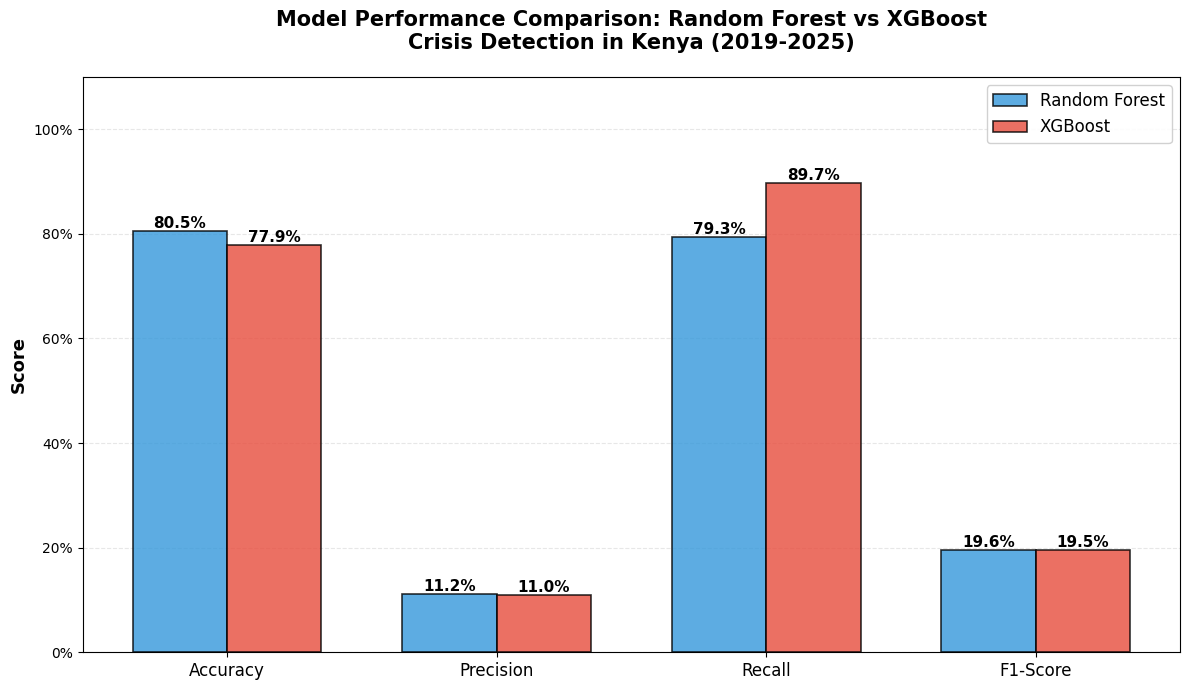 Model Performance Comparison: Random Forest vs XGBoost
Crisis Detection in Kenya (2019-2025)
Random Forest
XGBoost
Score
100%
80%
60%
40%
20%
0%
80.5%
77.9%
11.2%
11.0%
79.3%
89.7%
19.6%
19.5%
Accuracy
Precision
Recall
F1-Score